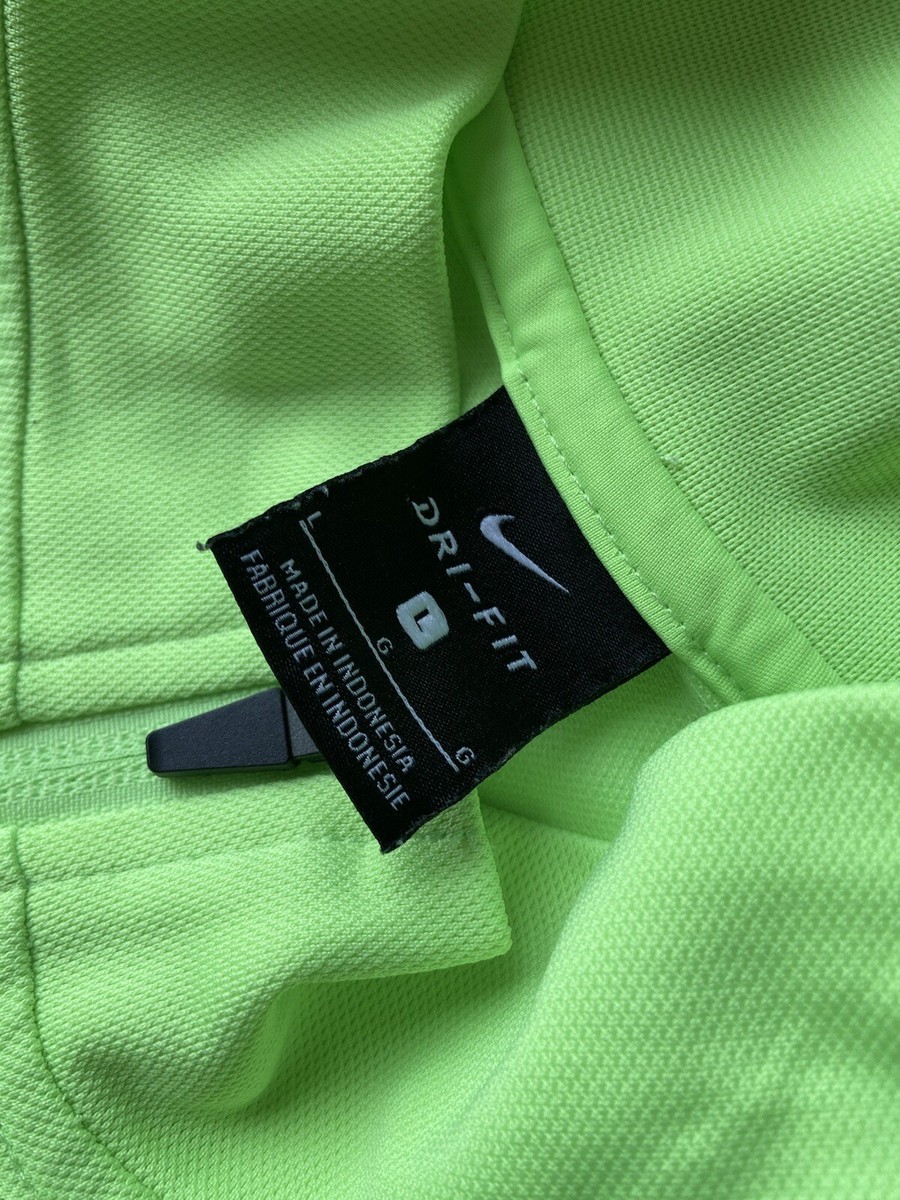 DRI-FIT
L
L G G
MADE IN INDONESIA
FABRIQUE EN INDONESIE